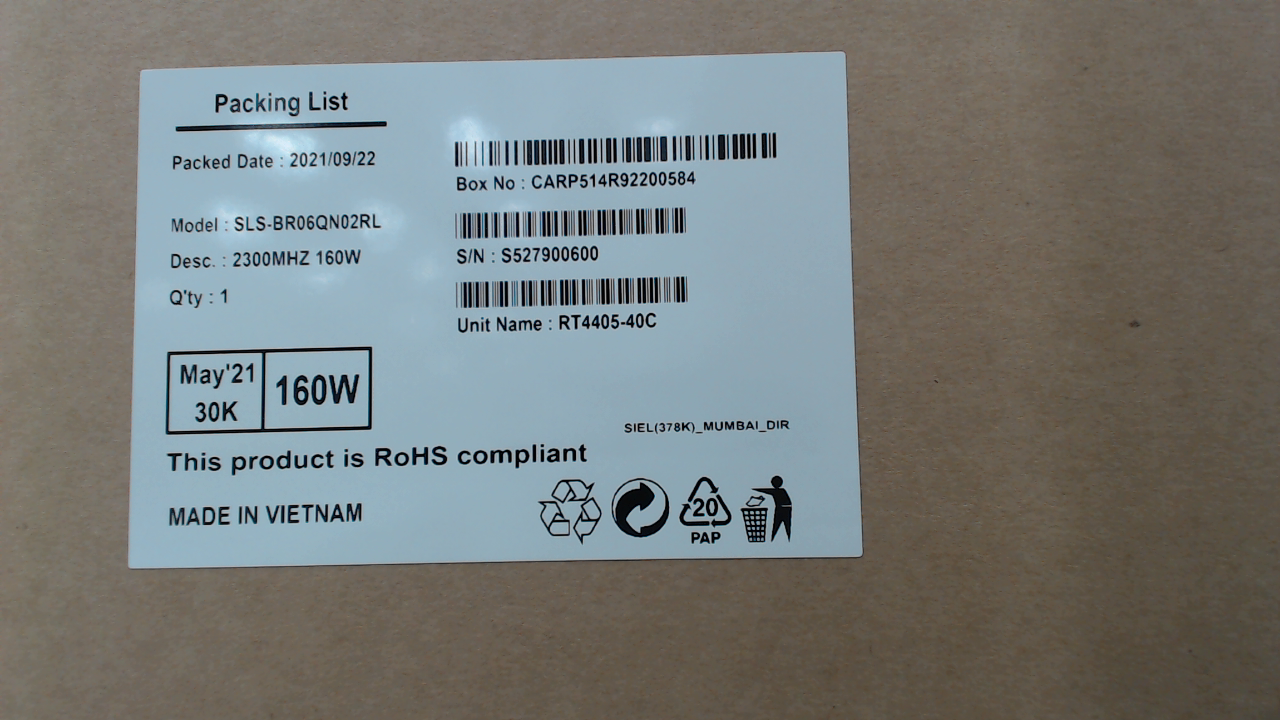 Packing List
Packed Date : 2021/09/22
Box No : CARP514R92200584
Model : SLS-BR06QN02RL
S/N : S527900600
Desc. : 2300MHZ 160W
Q'ty : 1
Unit Name : RT4405-40C
May'21
30K
160W
SIEL(378K)_MUMBAI_DIR
This product is RoHS compliant
MADE IN VIETNAM
20
PAP